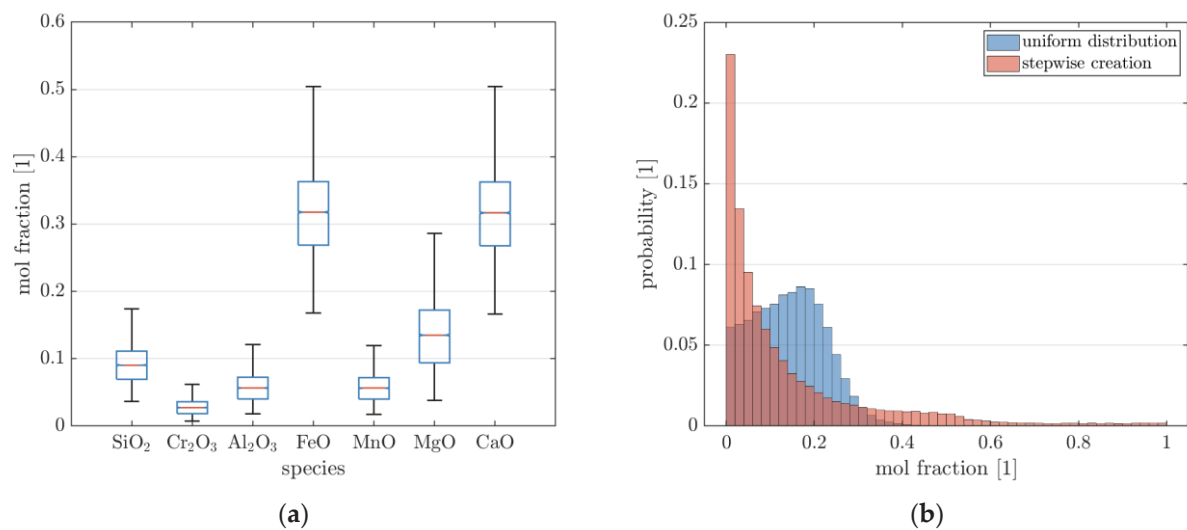 0.6
0.5
0.4
0.3
0.2
0.1
0
mol fraction [1]
SiO₂ Cr₂O₃ Al₂O₃ FeO MnO MgO CaO
species
(a)
0.25
0.2
0.15
0.1
0.05
0
probability [1]
uniform distribution
stepwise creation
0 0.2 0.4 0.6 0.8 1
mol fraction [1]
(b)